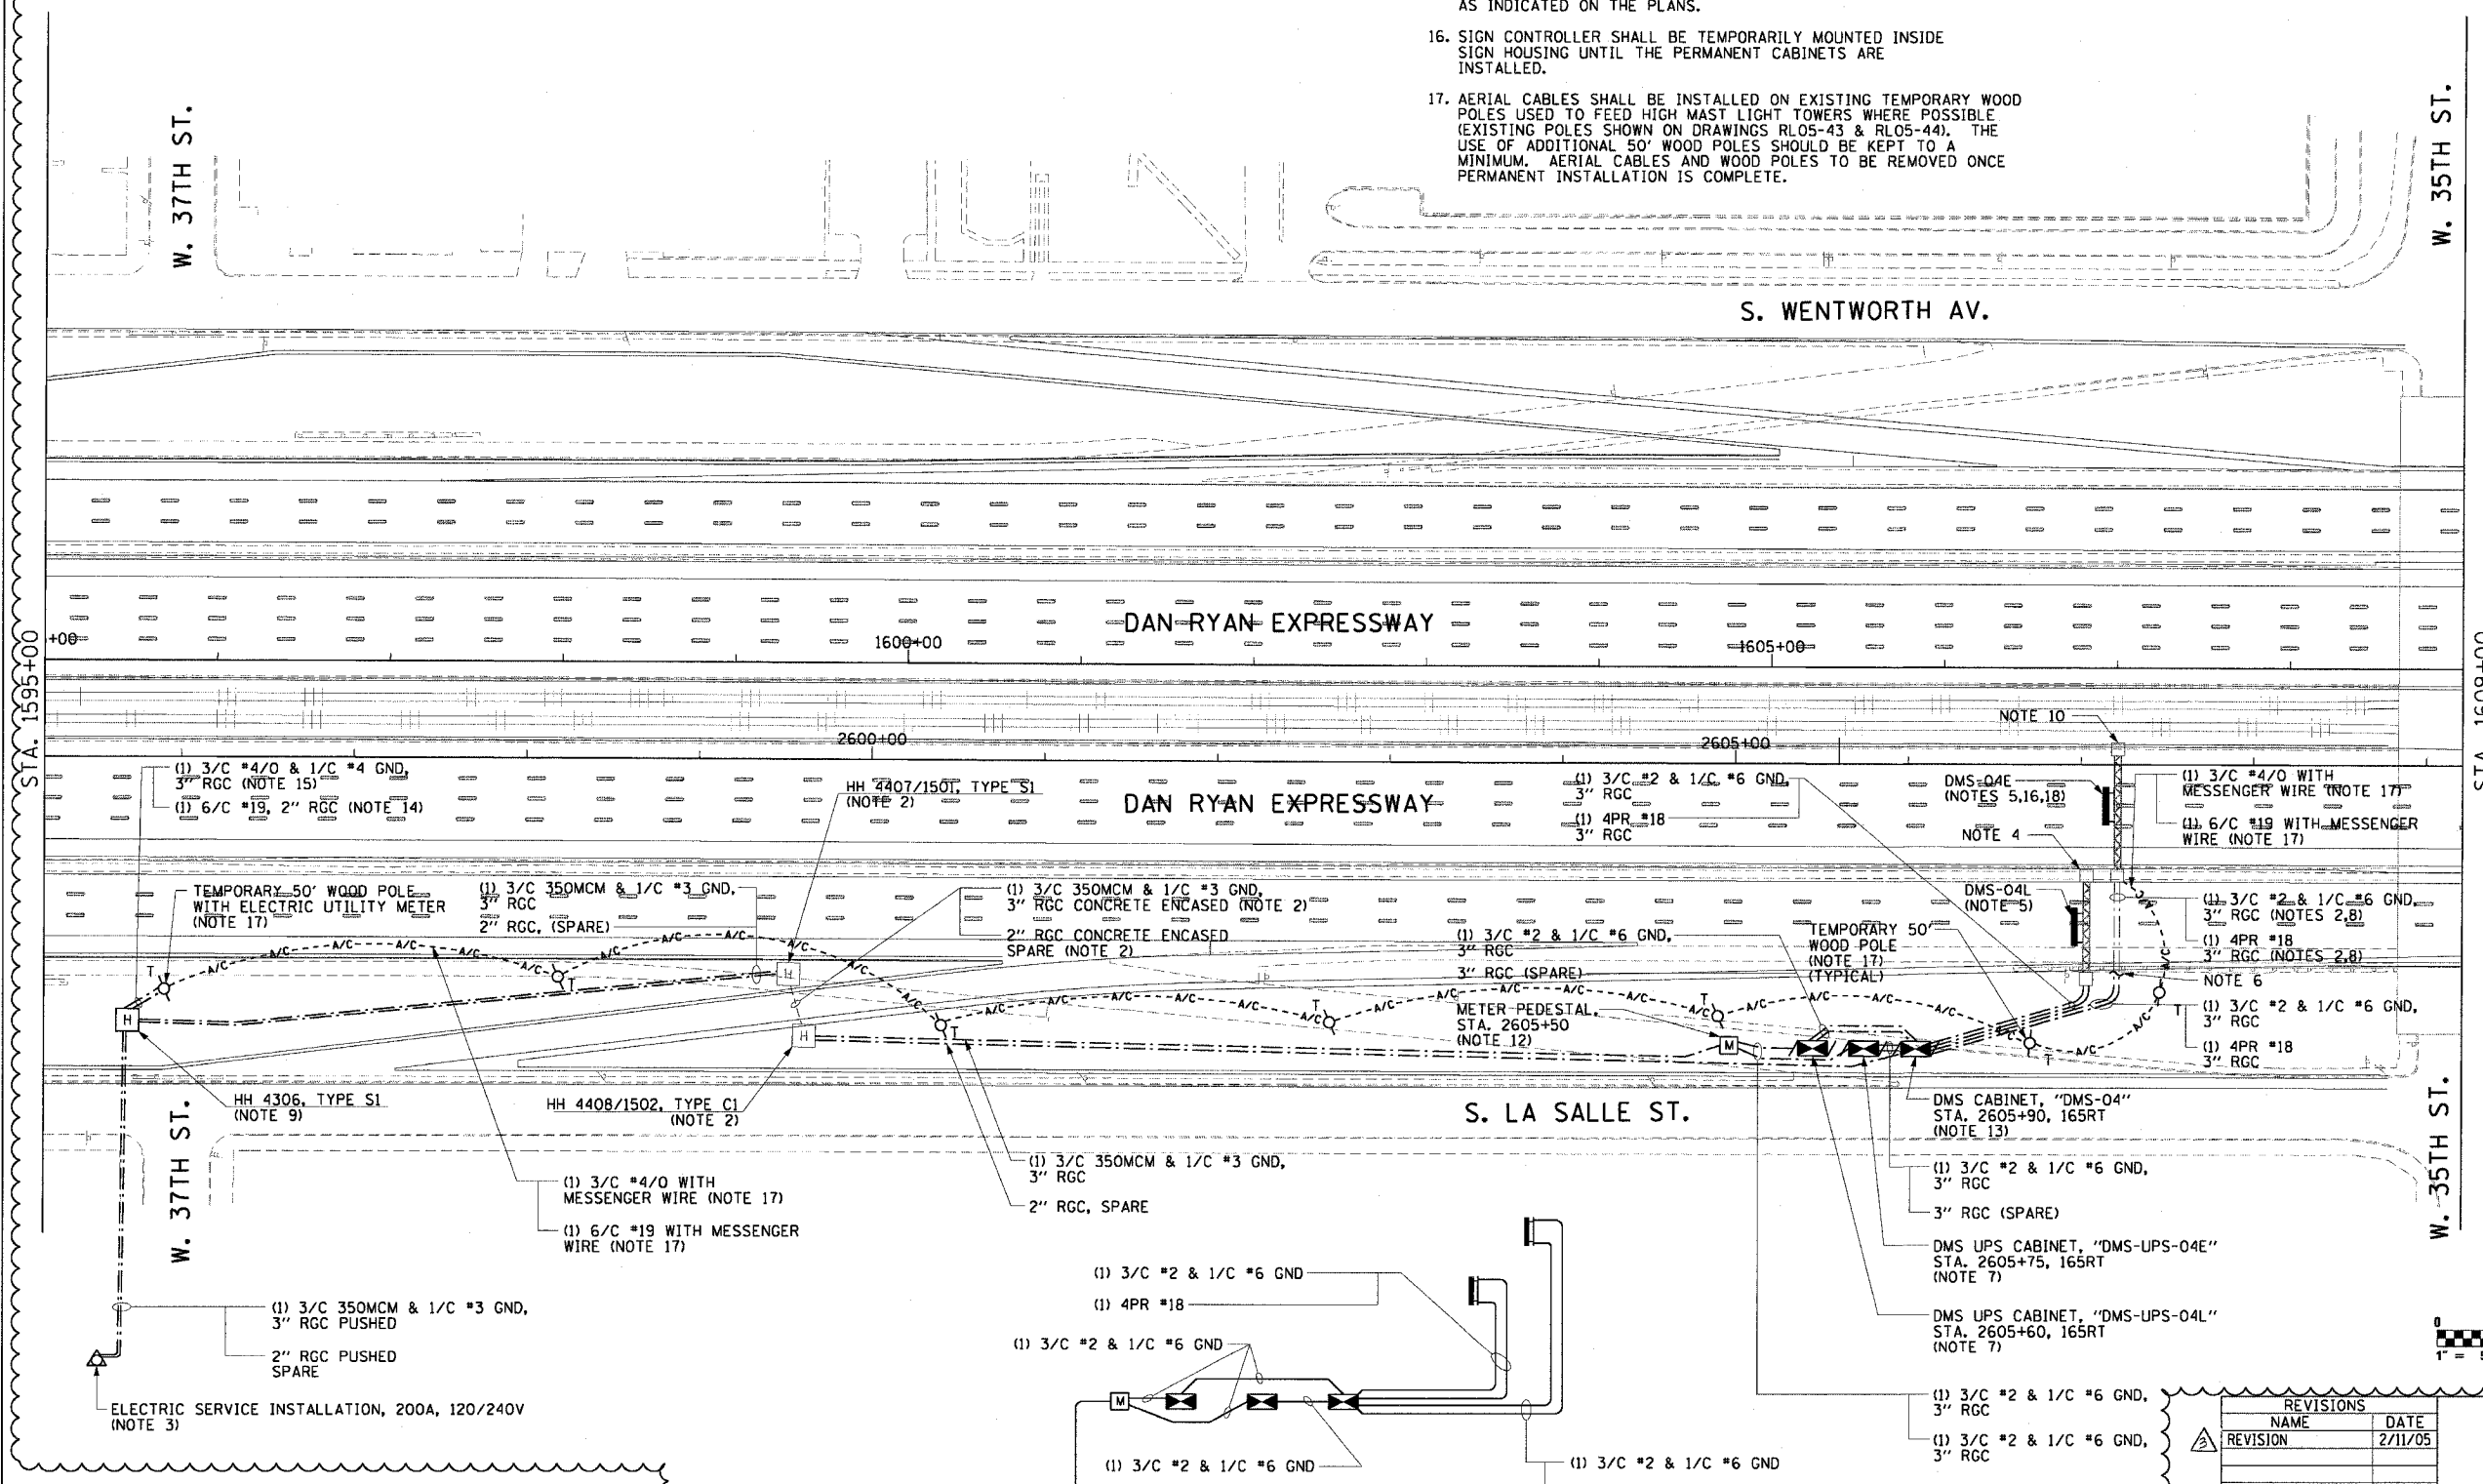 AS INDICATED ON THE PLANS.
16. SIGN CONTROLLER SHALL BE TEMPORARILY MOUNTED INSIDE
SIGN HOUSING UNTIL THE PERMANENT CABINETS ARE
INSTALLED.
17. AERIAL CABLES SHALL BE INSTALLED ON EXISTING TEMPORARY WOOD
POLES USED TO FEED HIGH MAST LIGHT TOWERS WHERE POSSIBLE
(EXISTING POLES SHOWN ON DRAWINGS RL05-43 & RL05-44). THE
USE OF ADDITIONAL 50' WOOD POLES SHOULD BE KEPT TO A
MINIMUM. AERIAL CABLES AND WOOD POLES TO BE REMOVED ONCE
PERMANENT INSTALLATION IS COMPLETE.
W. 37TH ST.
W. 35TH ST.
S. WENTWORTH AV.
STA. 1595+00
+00
DAN RYAN EXPRESSWAY
1600+00
1605+00
STA. 1609+00
2600+00
2605+00
NOTE 10
(1) 3/C #4/0 & 1/C #4 GND,
3" RGC (NOTE 15)
(1) 6/C #19, 2" RGC (NOTE 14)
HH 4407/1501, TYPE S1
(NOTE 2)
DAN RYAN EXPRESSWAY
(1) 3/C #2 & 1/C #6 GND,
3" RGC
(1) 4PR #18
3" RGC
DMS-04E
(NOTES 5,16,18)
NOTE 4
(1) 3/C #4/0 WITH
MESSENGER WIRE (NOTE 17)
(1) 6/C #19 WITH MESSENGER
WIRE (NOTE 17)
TEMPORARY 50' WOOD POLE
WITH ELECTRIC UTILITY METER
(NOTE 17)
(1) 3/C 350MCM & 1/C #3 GND,
3" RGC
2" RGC, (SPARE)
(1) 3/C 350MCM & 1/C #3 GND,
3" RGC CONCRETE ENCASED (NOTE 2)
2" RGC CONCRETE ENCASED
SPARE (NOTE 2)
(1) 3/C #2 & 1/C #6 GND,
3" RGC
3" RGC (SPARE)
TEMPORARY 50'
WOOD POLE
(NOTE 17)
(TYPICAL)
DMS-04L
(NOTE 5)
(1) 3/C #2 & 1/C #6 GND,
3" RGC (NOTES 2,8)
(1) 4PR #18
3" RGC (NOTES 2,8)
NOTE 6
(1) 3/C #2 & 1/C #6 GND,
3" RGC
(1) 4PR #18
3" RGC
A/C A/C A/C A/C A/C A/C A/C
T T T T T T
A/C A/C A/C A/C A/C A/C A/C A/C A/C A/C A/C A/C A/C
H H H
METER PEDESTAL,
STA. 2605+50
(NOTE 12)
M
HH 4306, TYPE S1
(NOTE 9)
HH 4408/1502, TYPE C1
(NOTE 2)
S. LA SALLE ST.
DMS CABINET, "DMS-04"
STA. 2605+90, 165RT
(NOTE 13)
W. 37TH ST.
W. 35TH ST.
(1) 3/C #4/0 WITH
MESSENGER WIRE (NOTE 17)
(1) 6/C #19 WITH MESSENGER
WIRE (NOTE 17)
(1) 3/C 350MCM & 1/C #3 GND,
3" RGC
2" RGC, SPARE
(1) 3/C #2 & 1/C #6 GND,
3" RGC
3" RGC (SPARE)
DMS UPS CABINET, "DMS-UPS-04E"
STA. 2605+75, 165RT
(NOTE 7)
DMS UPS CABINET, "DMS-UPS-04L"
STA. 2605+60, 165RT
(NOTE 7)
(1) 3/C 350MCM & 1/C #3 GND,
3" RGC PUSHED
2" RGC PUSHED
SPARE
ELECTRIC SERVICE INSTALLATION, 200A, 120/240V
(NOTE 3)
(1) 3/C #2 & 1/C #6 GND
(1) 4PR #18
(1) 3/C #2 & 1/C #6 GND
M
(1) 3/C #2 & 1/C #6 GND
(1) 3/C #2 & 1/C #6 GND
(1) 3/C #2 & 1/C #6 GND,
3" RGC
(1) 3/C #2 & 1/C #6 GND,
3" RGC
0
1" =
REVISIONS
NAME DATE
3 REVISION 2/11/05